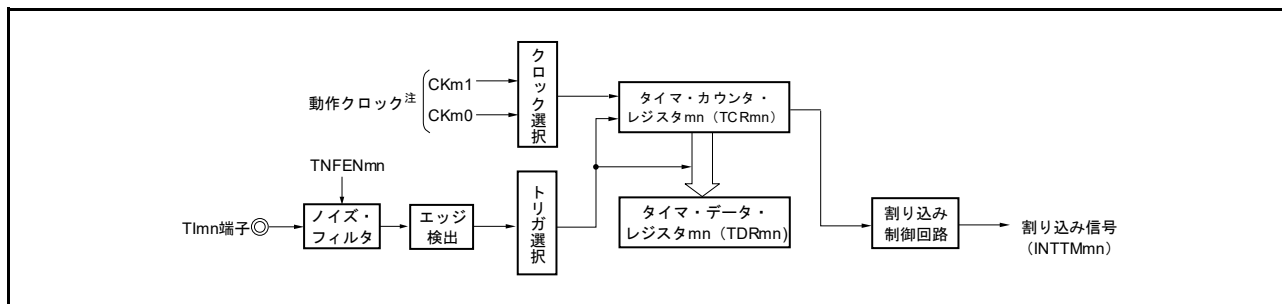 動作クロック注
CKm1
CKm0
クロック選択
タイマ・カウンタ・
レジスタmn（TCRmn）
TNFENmn
TImn端子
ノイズ・
フィルタ
エッジ
検出
トリガ選択
タイマ・データ・
レジスタmn（TDRmn）
割り込み
制御回路
割り込み信号
（INTTMmn）